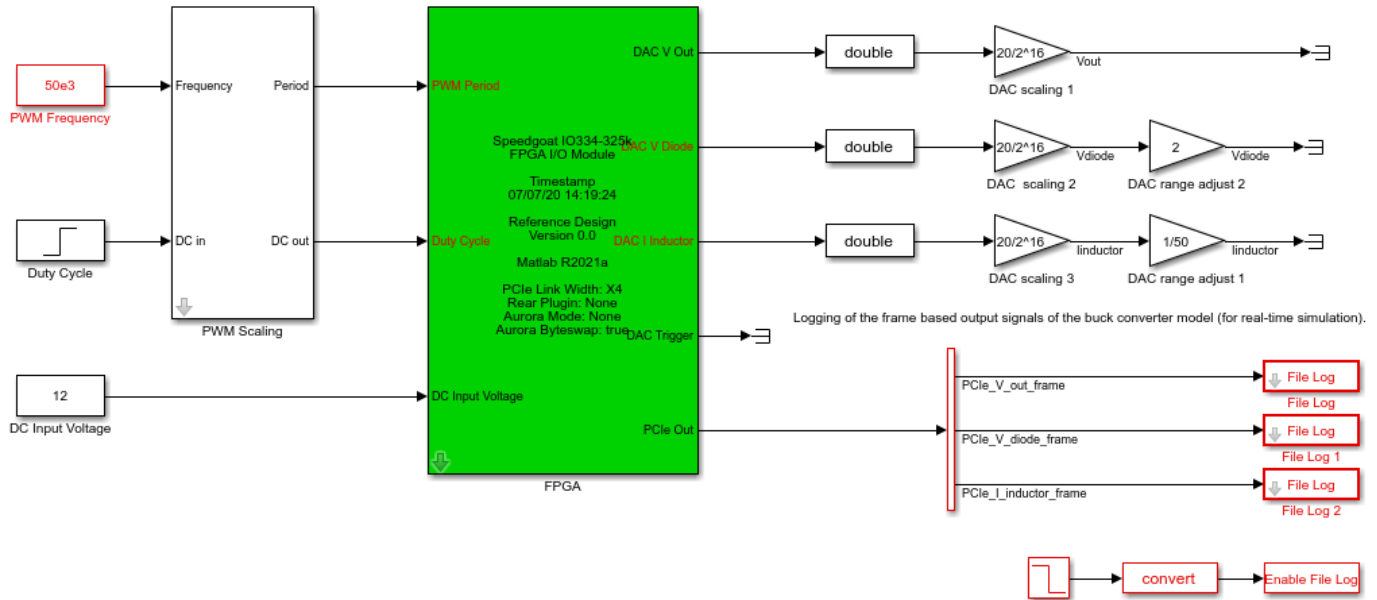 50e3
PWM Frequency
Duty Cycle
12
DC Input Voltage
Frequency
Period
DC in
DC out
PWM Scaling
PWM Period
Duty Cycle
DC Input Voltage
Speedgoat IO334-325k
FPGA I/O Module
Timestamp
07/07/20 14:19:24
Reference Design
Version 0.0
Matlab R2021a
PCIe Link Width: X4
Rear Plugin: None
Aurora Mode: None
Aurora Byteswap: true
DAC V Out
DAC V Diode
DAC I Inductor
DAC Trigger
PCIe Out
FPGA
double
20/2^16
Vout
DAC scaling 1
double
20/2^16
Vdiode
DAC  scaling 2
2
Vdiode
DAC range adjust 2
double
20/2^16
Iinductor
DAC scaling 3
1/50
Iinductor
DAC range adjust 1
Logging of the frame based output signals of the buck converter model (for real-time simulation).
PCIe_V_out_frame
File Log
File Log
PCIe_V_diode_frame
File Log
File Log 1
PCIe_I_inductor_frame
File Log
File Log 2
convert
Enable File Log